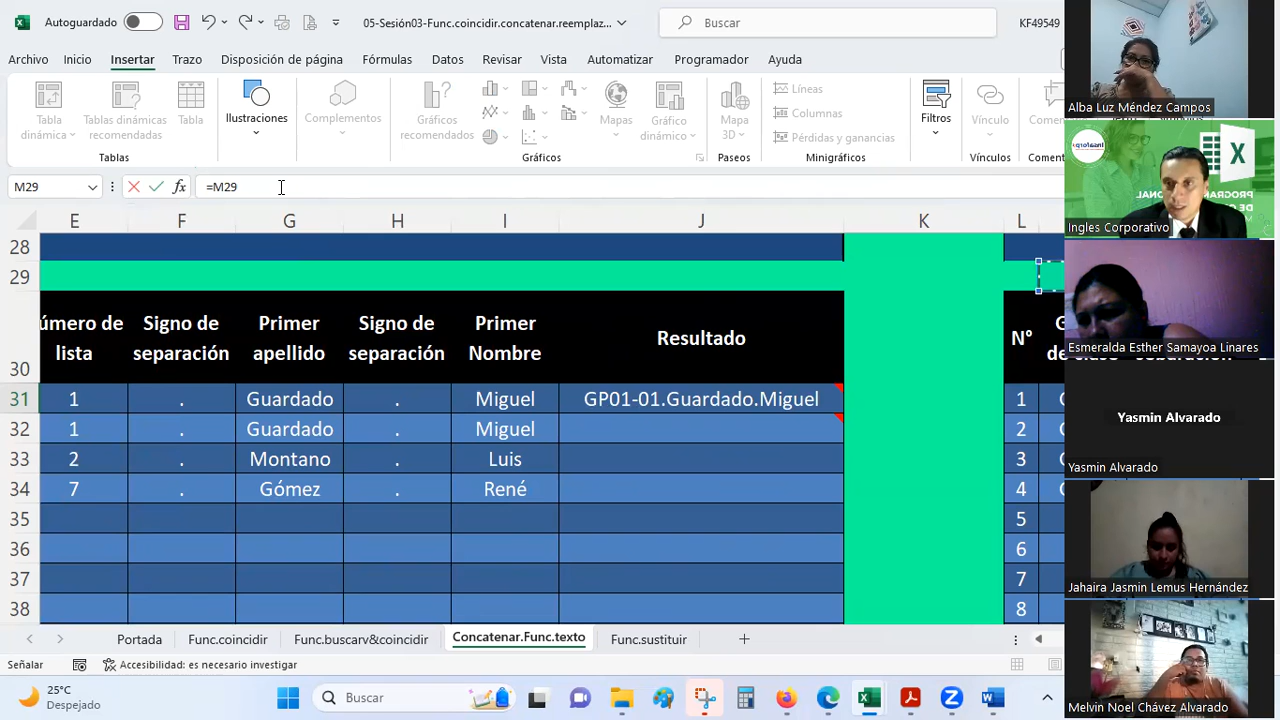 Autoguardado
05-Sesión03-Func.coincidir.concatenar.reemplaz...
Buscar
KF49549
Archivo Inicio Insertar Trazo Disposición de página Fórmulas Datos Revisar Vista Automatizar Programador Ayuda
Tabla dinámica
Tablas dinámicas recomendadas
Tabla
Ilustraciones
Complementos
Gráficos recomendados
Mapas
Gráfico dinámico
Mapa 3D
Líneas
Columnas
Pérdidas y ganancias
Filtros
Vínculo
Comen
Tablas Gráficos Paseos Minigráficos Vínculos Coment
M29 fx =M29
E F G H I J K L
28
29
30 úmero de lista Signo de separación Primer apellido Signo de separación Primer Nombre Resultado N° de clase
31 1 . Guardado . Miguel GP01-01.Guardado.Miguel 1
32 1 . Guardado . Miguel 2
33 2 . Montano . Luis 3
34 7 . Gómez . René 4
35 5
36 6
37 7
38 8
Portada Func.coincidir Func.buscarv&coincidir Concatenar.Func.texto Func.sustituir
Señalar Accesibilidad: es necesario investigar
25°C
Despejado
Buscar
Alba Luz Méndez Campos
Ingles Corporativo
Esmeralda Esther Samayoa Linares
Yasmin Alvarado
Yasmin Alvarado
Jahaira Jasmin Lemus Hernández
Melvin Noel Chávez Alvarado